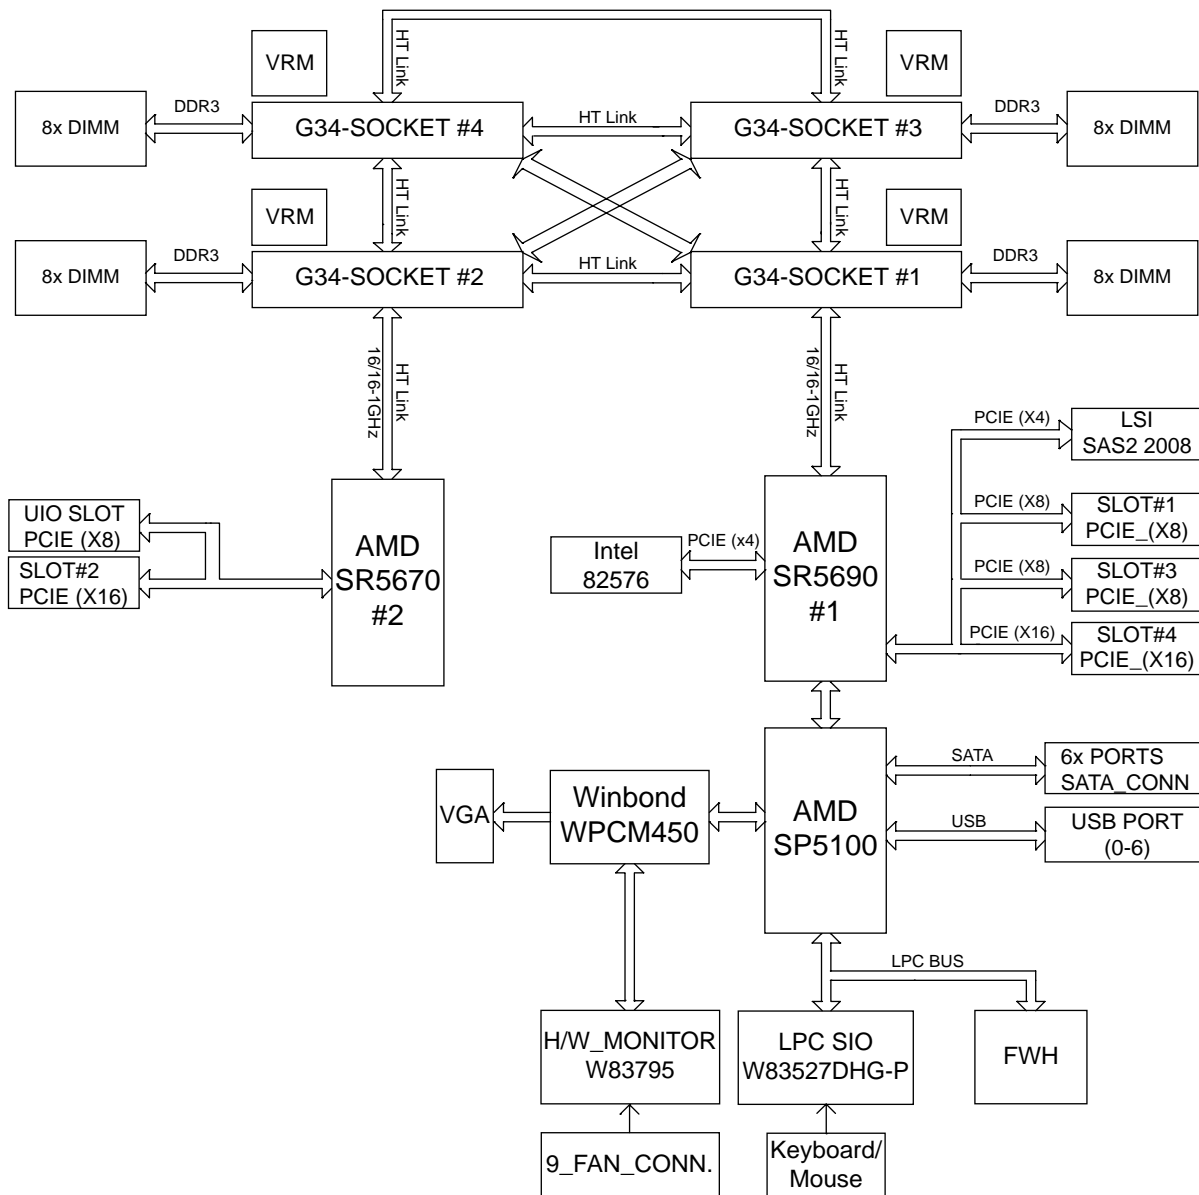 HT Link
HT Link
VRM
VRM
8x DIMM
DDR3
G34-SOCKET #4
HT Link
G34-SOCKET #3
DDR3
8x DIMM
HT Link
HT Link
VRM
VRM
8x DIMM
DDR3
G34-SOCKET #2
HT Link
G34-SOCKET #1
DDR3
8x DIMM
16/16-1GHz
HT Link
16/16-1GHz
HT Link
PCIE (X4)
LSI
SAS2 2008
UIO SLOT
PCIE (X8)
SLOT#2
PCIE (X16)
AMD
SR5670
#2
Intel
82576
PCIE (x4)
AMD
SR5690
#1
PCIE (X8)
SLOT#1
PCIE_(X8)
PCIE (X8)
SLOT#3
PCIE_(X8)
PCIE (X16)
SLOT#4
PCIE_(X16)
VGA
Winbond
WPCM450
AMD
SP5100
SATA
6x PORTS
SATA_CONN
USB
USB PORT
(0-6)
LPC BUS
H/W_MONITOR
W83795
LPC SIO
W83527DHG-P
FWH
9_FAN_CONN.
Keyboard/
Mouse